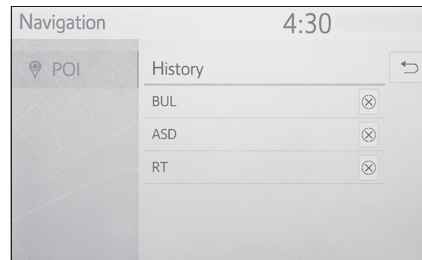 Navigation
4:30
POI
History
BUL
ASD
RT